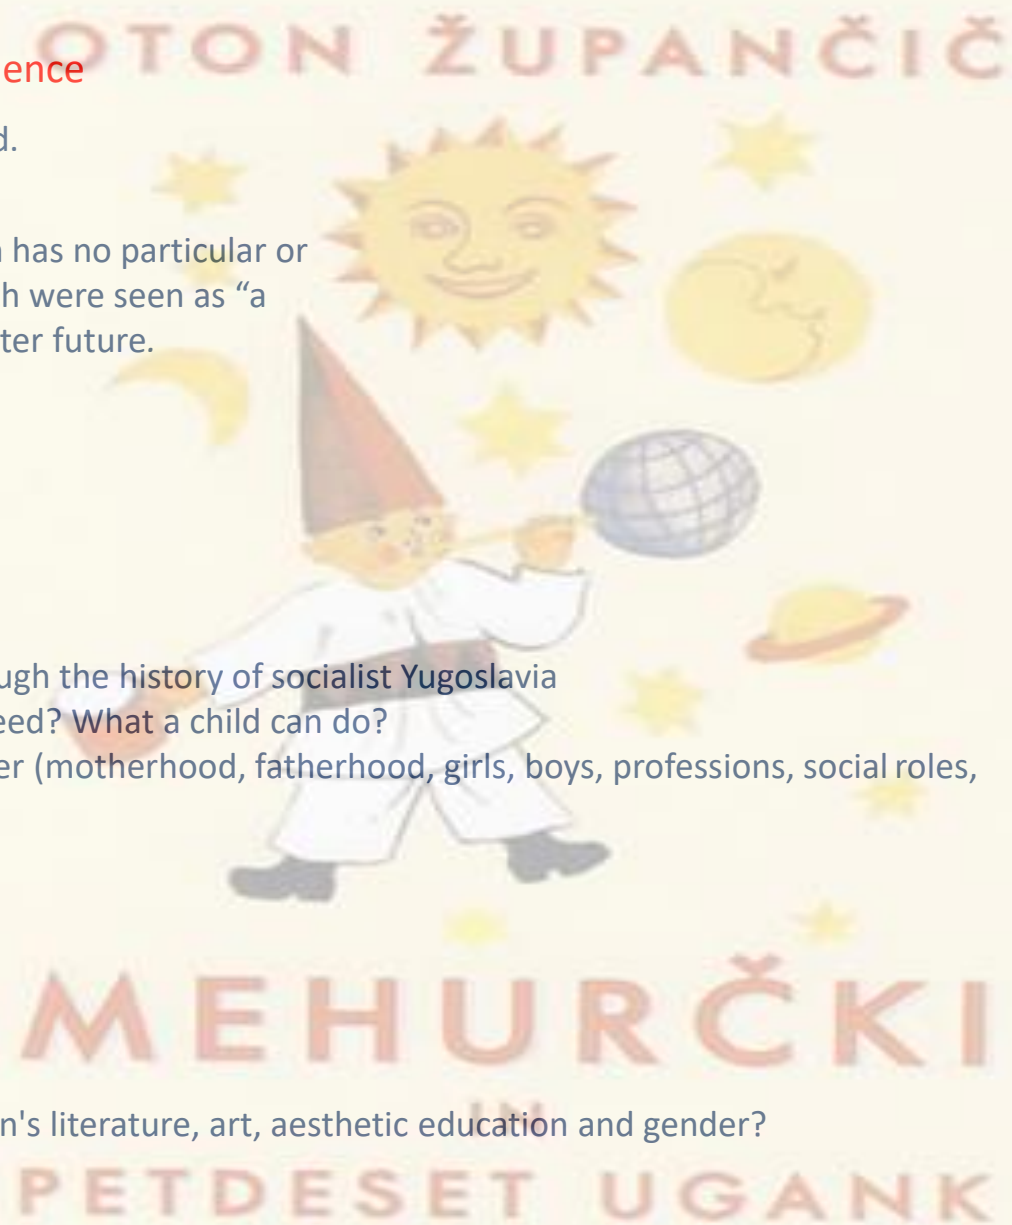 OTON ŽUPANČIČ
ence
d.
has no particular or
h were seen as “a
ter future.
ugh the history of socialist Yugoslavia
eed? What a child can do?
er (motherhood, fatherhood, girls, boys, professions, social roles,
MEHURČKI
n's literature, art, aesthetic education and gender?
IN
PETDESET UGANK